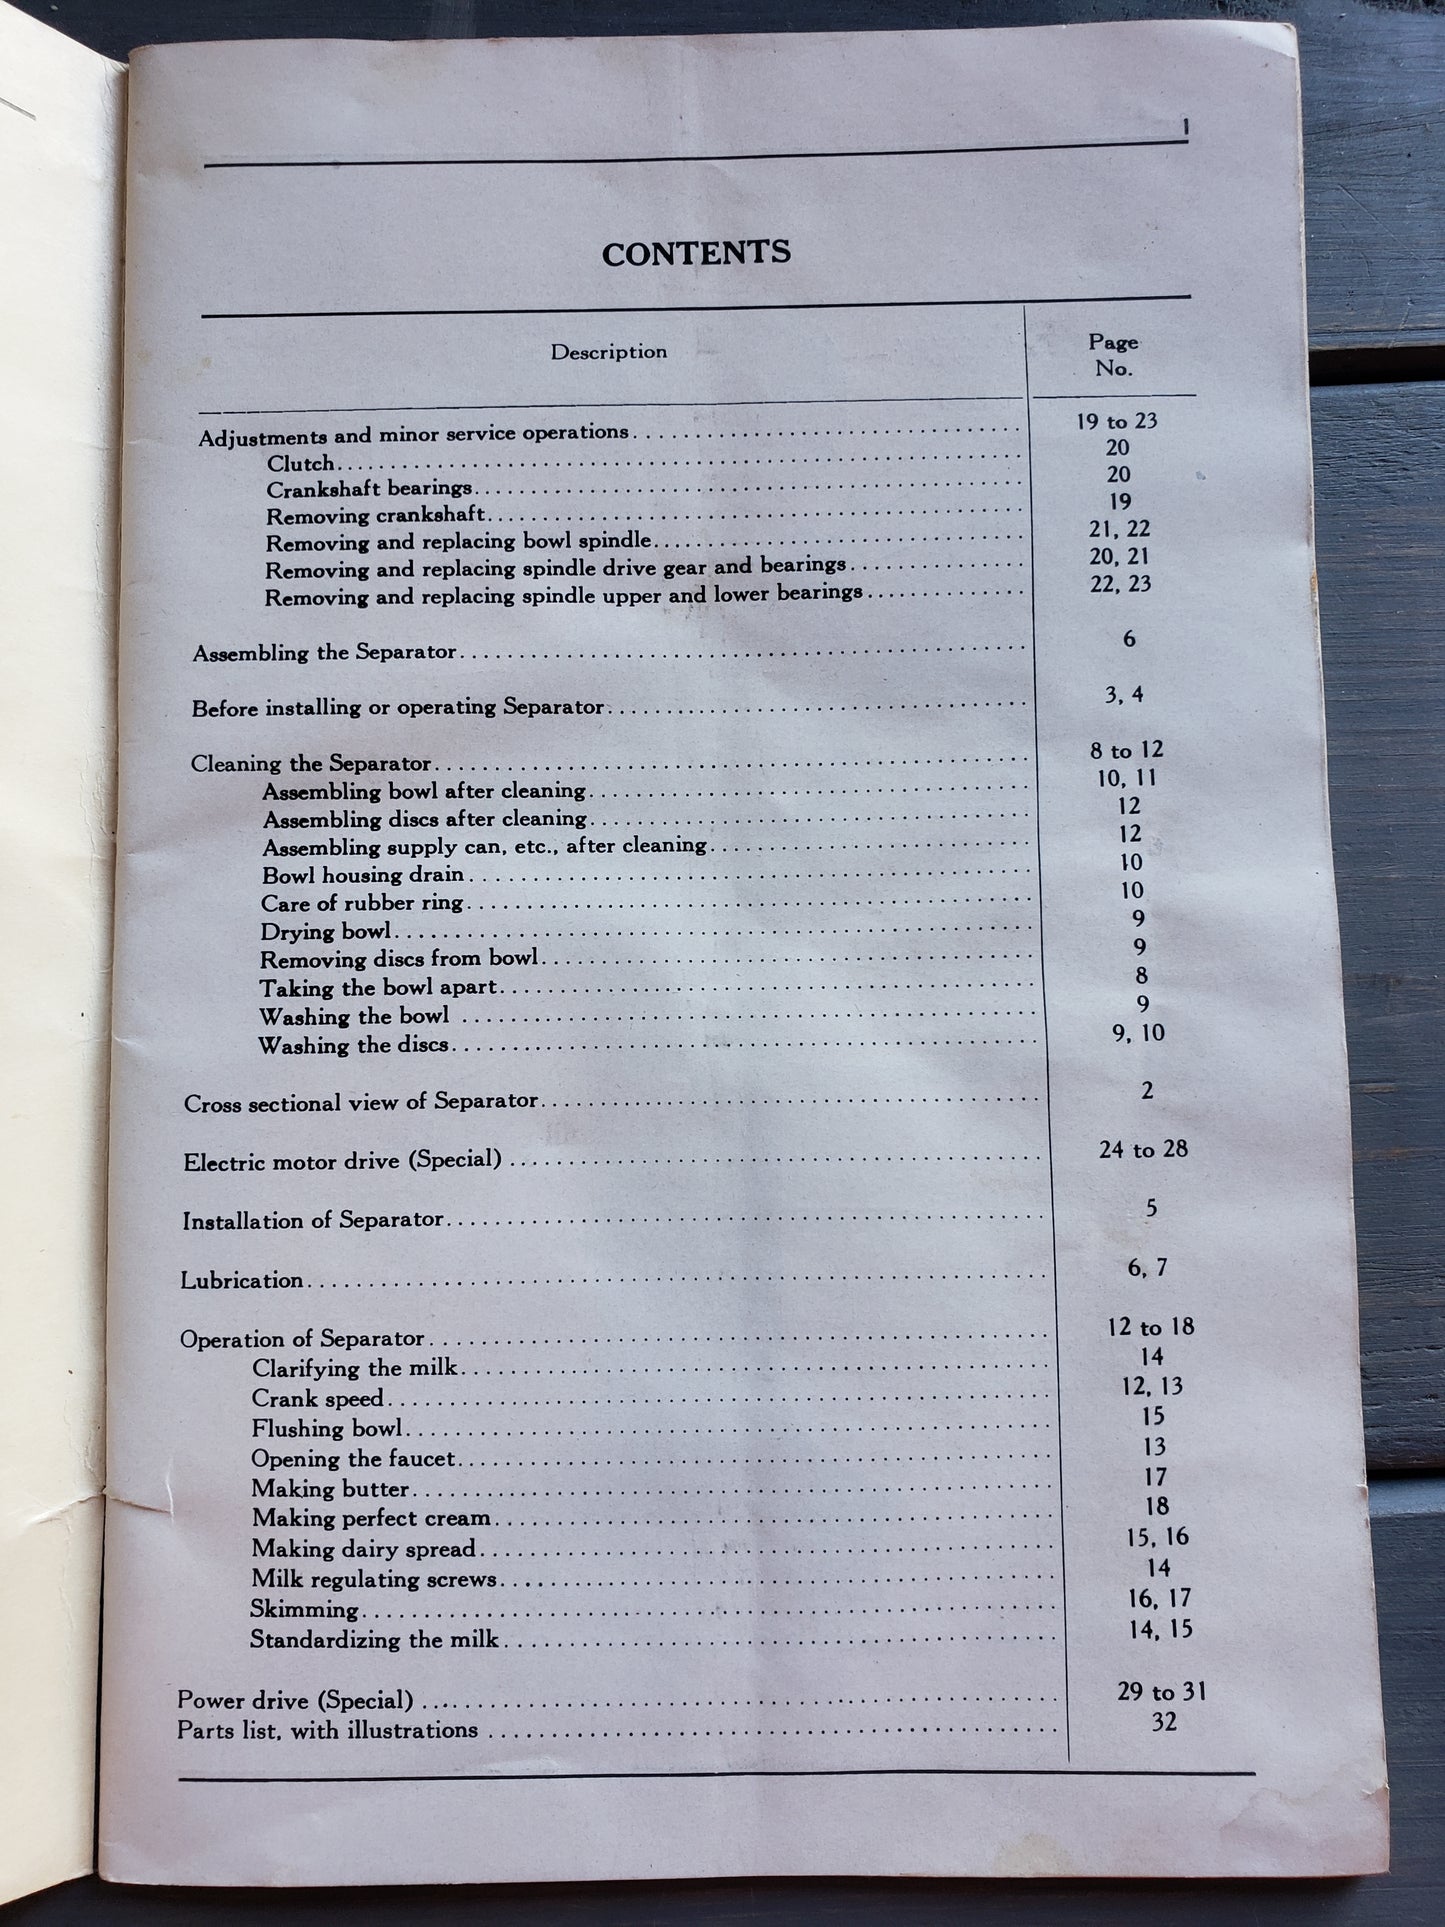 1
CONTENTS
Description Page No.
Adjustments and minor service operations 19 to 23
Clutch 20
Crankshaft bearings 20
Removing crankshaft 19
Removing and replacing bowl spindle 21, 22
Removing and replacing spindle drive gear and bearings 20, 21
Removing and replacing spindle upper and lower bearings 22, 23
Assembling the Separator 6
Before installing or operating Separator 3, 4
Cleaning the Separator 8 to 12
Assembling bowl after cleaning 10, 11
Assembling discs after cleaning 12
Assembling supply can, etc., after cleaning 12
Bowl housing drain 10
Care of rubber ring 10
Drying bowl 9
Removing discs from bowl 9
Taking the bowl apart 8
Washing the bowl 9
Washing the discs 9, 10
Cross sectional view of Separator 2
Electric motor drive (Special) 24 to 28
Installation of Separator 5
Lubrication 6, 7
Operation of Separator 12 to 18
Clarifying the milk 14
Crank speed 12, 13
Flushing bowl 15
Opening the faucet 13
Making butter 17
Making perfect cream 18
Making dairy spread 15, 16
Milk regulating screws 14
Skimming 16, 17
Standardizing the milk 14, 15
Power drive (Special) 29 to 31
Parts list, with illustrations 32